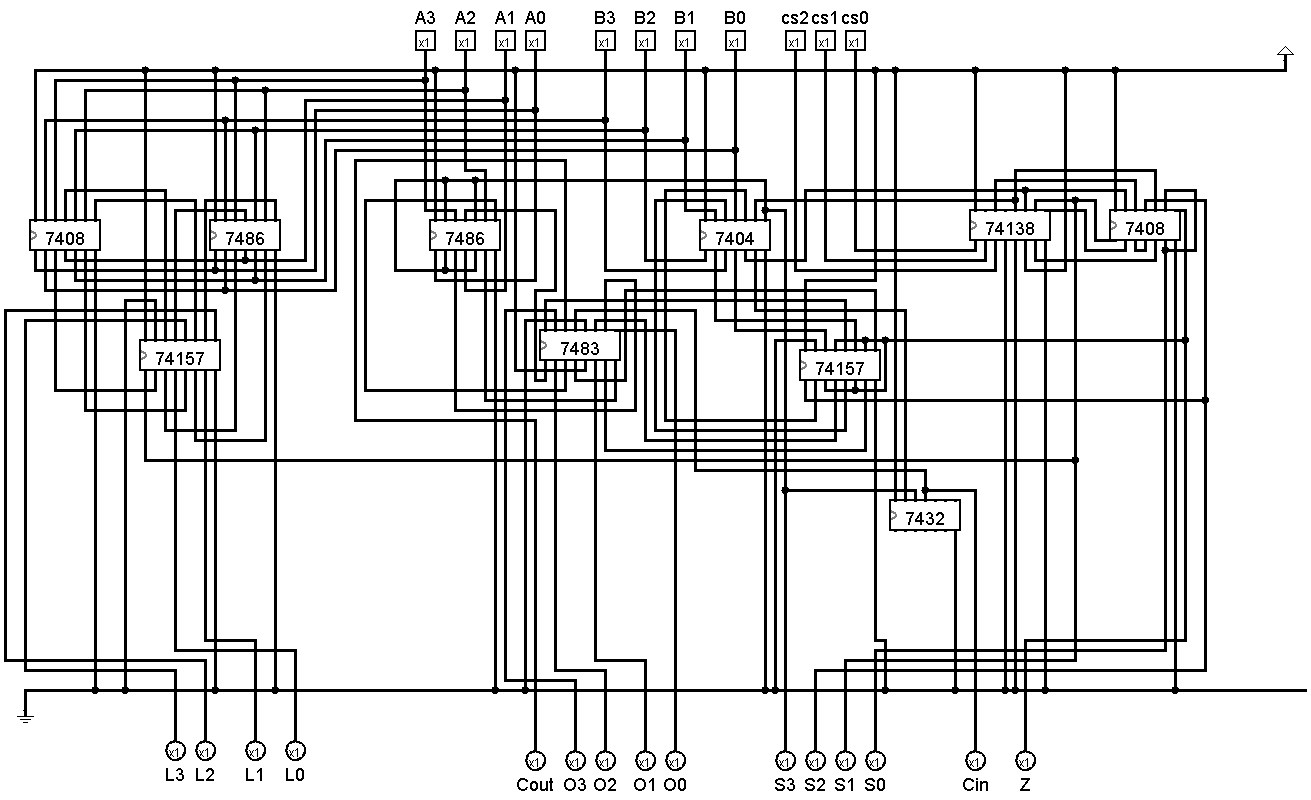 A3 A2 A1 A0 B3 B2 B1 B0 cs2 cs1 cs0
x1 x1 x1 x1 x1 x1 x1 x1 x1 x1 x1
7408 7486 7486 7404 74138 7408
74157 7483 74157
7432
x1 x1 x1 x1 x1 x1 x1 x1 x1 x1 x1 x1 x1 x1 x1
L3 L2 L1 L0 Cout O3 O2 O1 O0 S3 S2 S1 S0 Cin Z